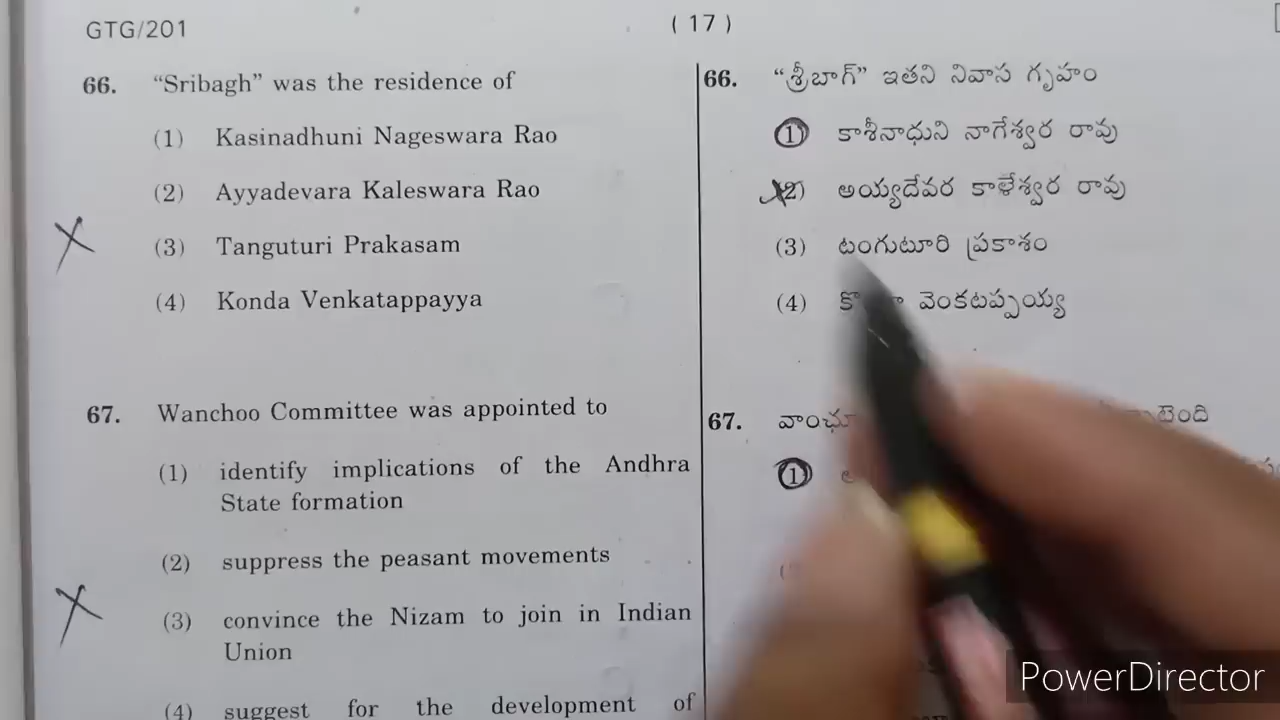 GTG/201
( 17 )
66. "Sribagh" was the residence of
(1) Kasinadhuni Nageswara Rao
(2) Ayyadevara Kaleswara Rao
(3) Tanguturi Prakasam
(4) Konda Venkatappayya
67. Wanchoo Committee was appointed to
(1) identify implications of the Andhra
State formation
(2) suppress the peasant movements
(3) convince the Nizam to join in Indian
Union
(4) suggest for the development of
66. "శ్రీబాగ్" ఇతని నివాస గృహం
(1) కాశీనాధుని నాగేశ్వర రావు
(2) అయ్యదేవర కాళేశ్వర రావు
(3) టంగుటూరి ప్రకాశం
(4) వెంకటప్పయ్య
67.
(1)
PowerDirector